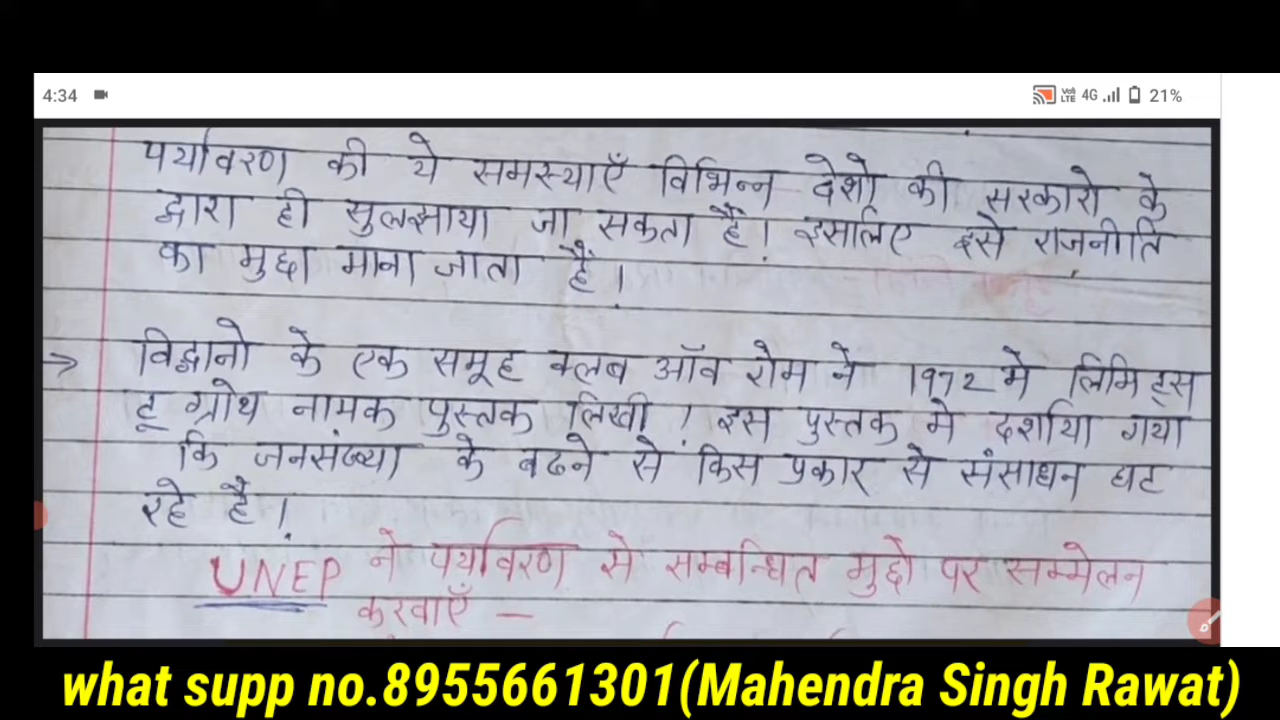 4:34
VoD LTE 4G 21%
पर्यावरण की ये समस्याएँ विभिन्न देशो की सरकारो के
द्वारा ही सुलझाया जा सकता है। इसलिए इसे राजनीति
का मुद्दा माना जाता है।
→ विद्वानो के एक समूह क्लब ऑव रोम ने 1972 मे लिमिट्स
टू ग्रोथ नामक पुस्तक लिखी। इस पुस्तक मे दर्शाया गया
कि जनसंख्या के बढने से किस प्रकार से संसाधन घट
रहे है।
UNEP ने पर्यावरण से सम्बन्धित मुद्दो पर सम्मेलन
करवाएँ –
what supp no.8955661301(Mahendra Singh Rawat)